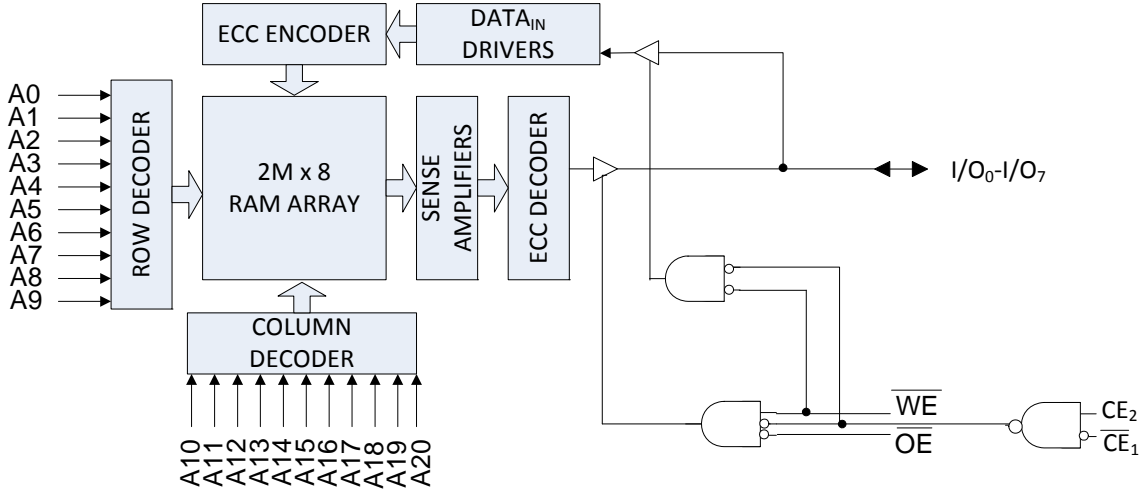 ECC ENCODER
DATAIN
DRIVERS
A0
A1
A2
A3
A4
A5
A6
A7
A8
A9
ROW DECODER
2M x 8
RAM ARRAY
SENSE
AMPLIFIERS
ECC DECODER
I/O0-I/O7
COLUMN
DECODER
A10
A11
A12
A13
A14
A15
A16
A17
A18
A19
A20
WE
OE
CE2
CE1